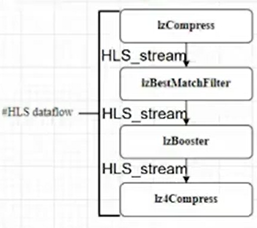 lzCompress
HLS_stream
lzBestMatchFilter
#HLS dataflow
HLS_stream
lzBooster
HLS_stream
lz4Compress